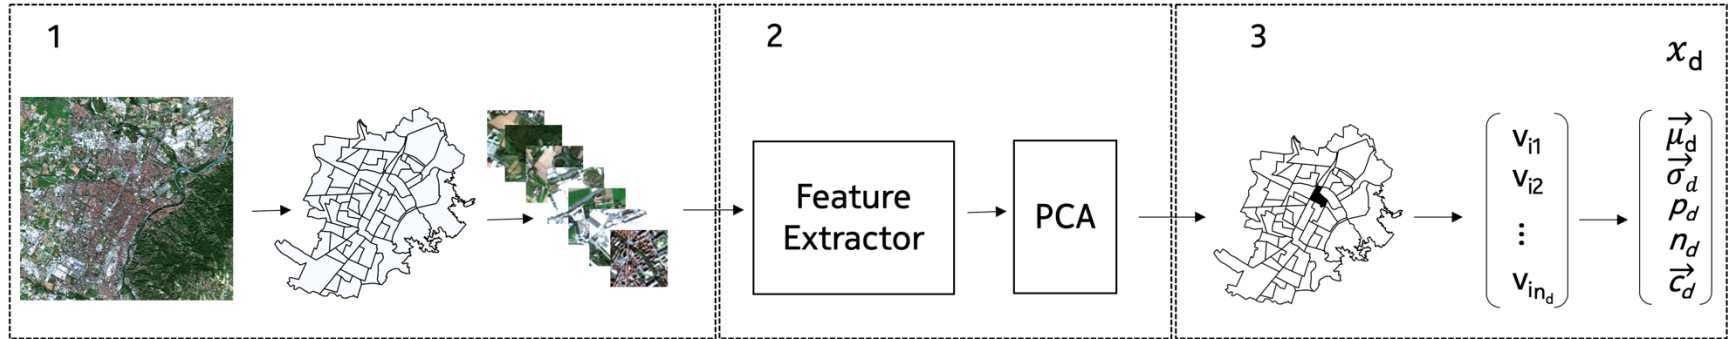 1
2
3
Feature
Extractor
PCA
v_i1
v_i2
⋮
v_in_d
x_d
μ⃗_d
σ⃗_d
p_d
n_d
c⃗_d